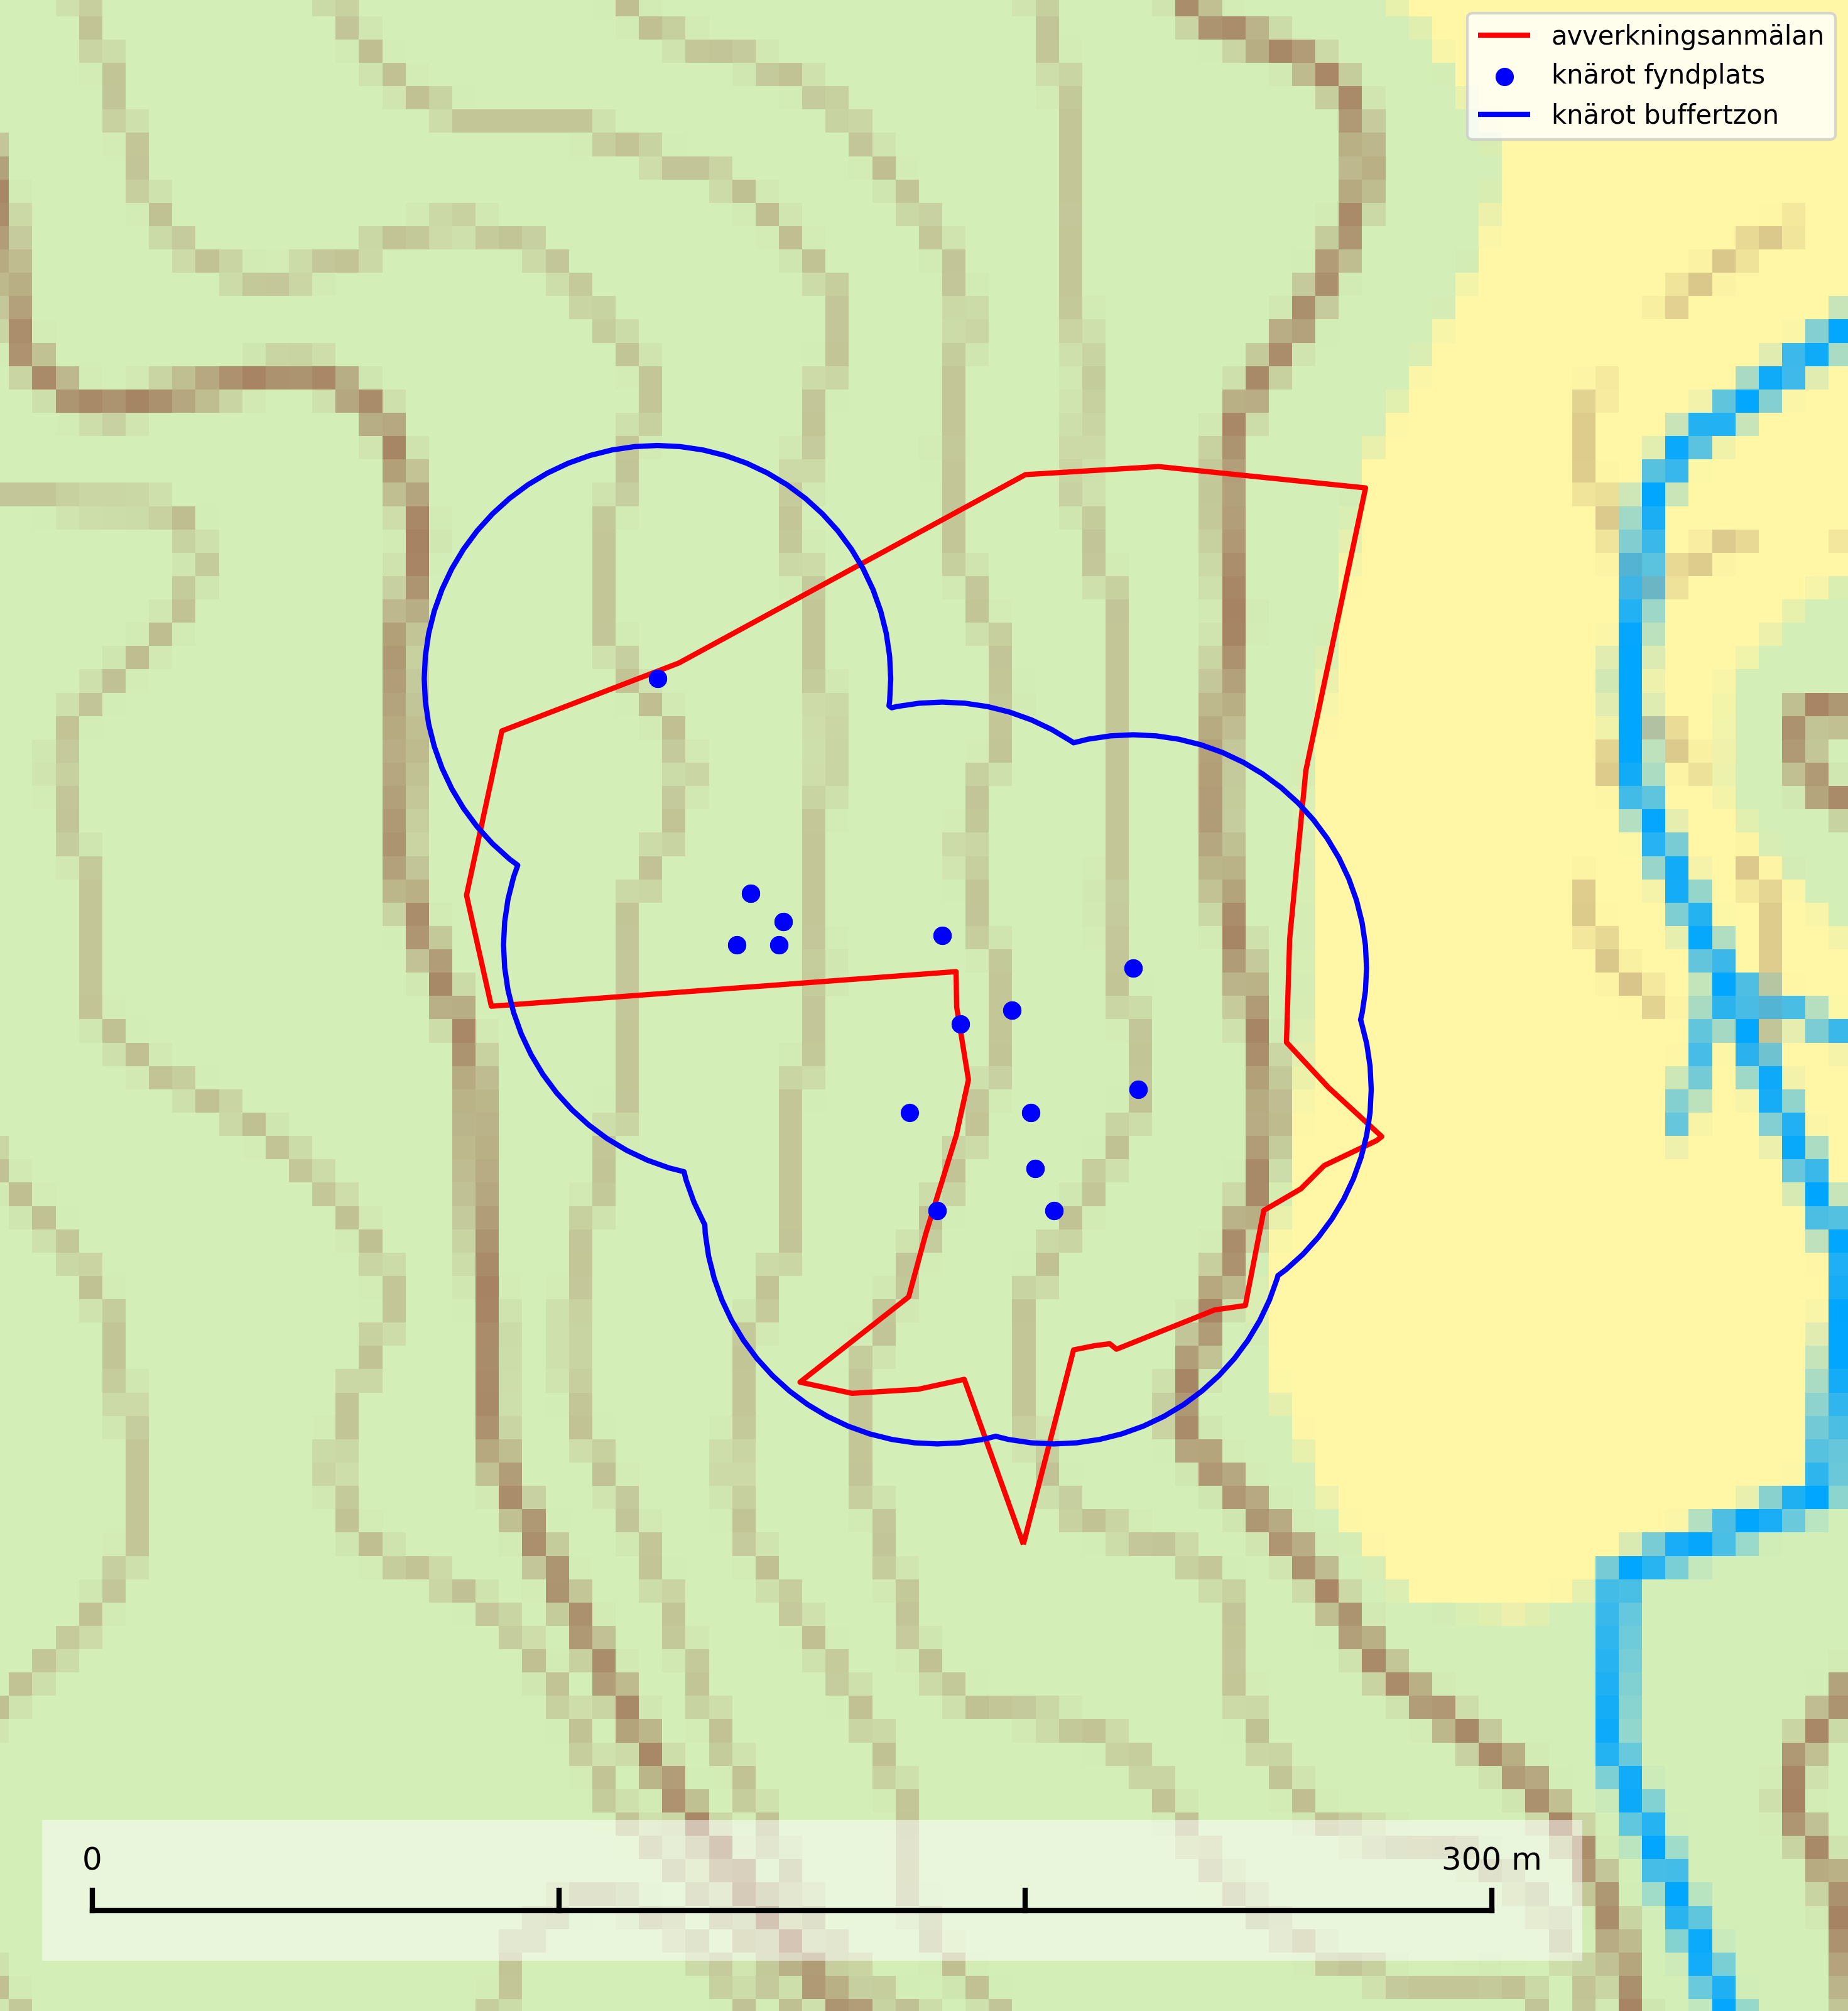 avverkningsanmälan
knärot fyndplats
knärot buffertzon
0
300 m